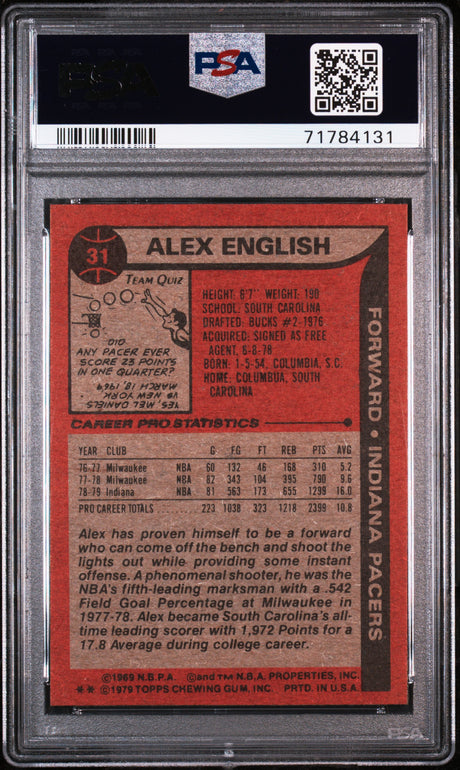 PSA
PSA
71784131
31
ALEX ENGLISH
TEAM QUIZ
DID
ANY PACER EVER
SCORE 23 POINTS
IN ONE QUARTER?
YES, MEL DANIELS
VS NEW YORK,
MARCH 18, 1969
HEIGHT: 6'7" WEIGHT: 190
SCHOOL: SOUTH CAROLINA
DRAFTED: BUCKS #2-1976
ACQUIRED: SIGNED AS FREE
AGENT, 6-8-78
BORN: 1-5-54, COLUMBIA, S.C.
HOME: COLUMBUA, SOUTH
CAROLINA
FORWARD • INDIANA PACERS
CAREER PRO STATISTICS
YEAR CLUB G FG FT REB PTS AVG
76-77 Milwaukee NBA 60 132 46 168 310 5.2
77-78 Milwaukee NBA 82 343 104 395 790 9.6
78-79 Indiana NBA 81 563 173 655 1299 16.0
PRO CAREER TOTALS 223 1038 323 1218 2399 10.8
Alex has proven himself to be a forward
who can come off the bench and shoot the
lights out while providing some instant
offense. A phenomenal shooter, he was the
NBA's fifth-leading marksman with a .542
Field Goal Percentage at Milwaukee in
1977-78. Alex became South Carolina's all-
time leading scorer with 1,972 Points for a
17.8 Average during college career.
©1969 N.B.P.A. ©and™ N.B.A. PROPERTIES, INC.
** ©1979 TOPPS CHEWING GUM, INC. PRTD. IN U.S.A.
PSA